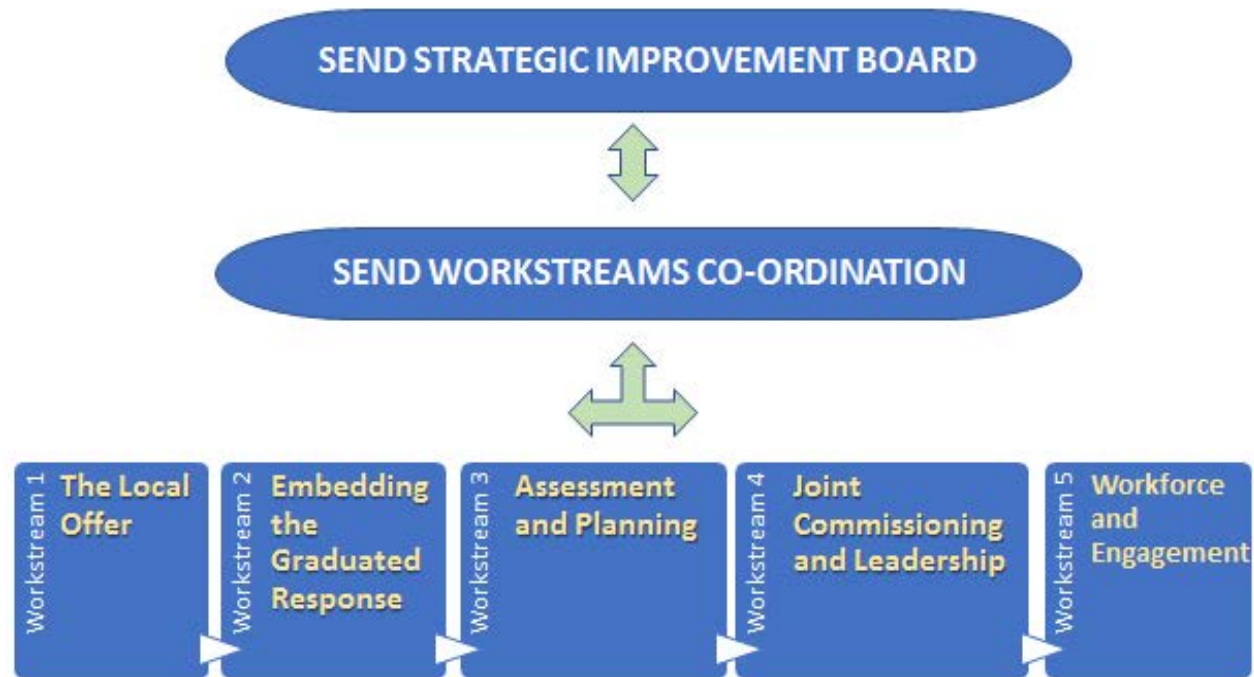 SEND STRATEGIC IMPROVEMENT BOARD
SEND WORKSTREAMS CO-ORDINATION
Workstream 1
The Local
Offer
Workstream 2
Embedding
the
Graduated
Response
Workstream 3
Assessment
and Planning
Workstream 4
Joint
Commissioning
and Leadership
Workstream 5
Workforce
and
Engagement